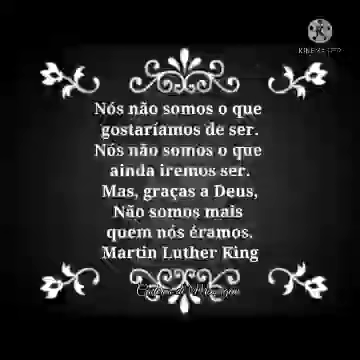 KINEMASTER
Nós não somos o que
gostaríamos de ser.
Nós não somos o que
ainda iremos ser.
Mas, graças a Deus,
Não somos mais
quem nós éramos.
Martin Luther King